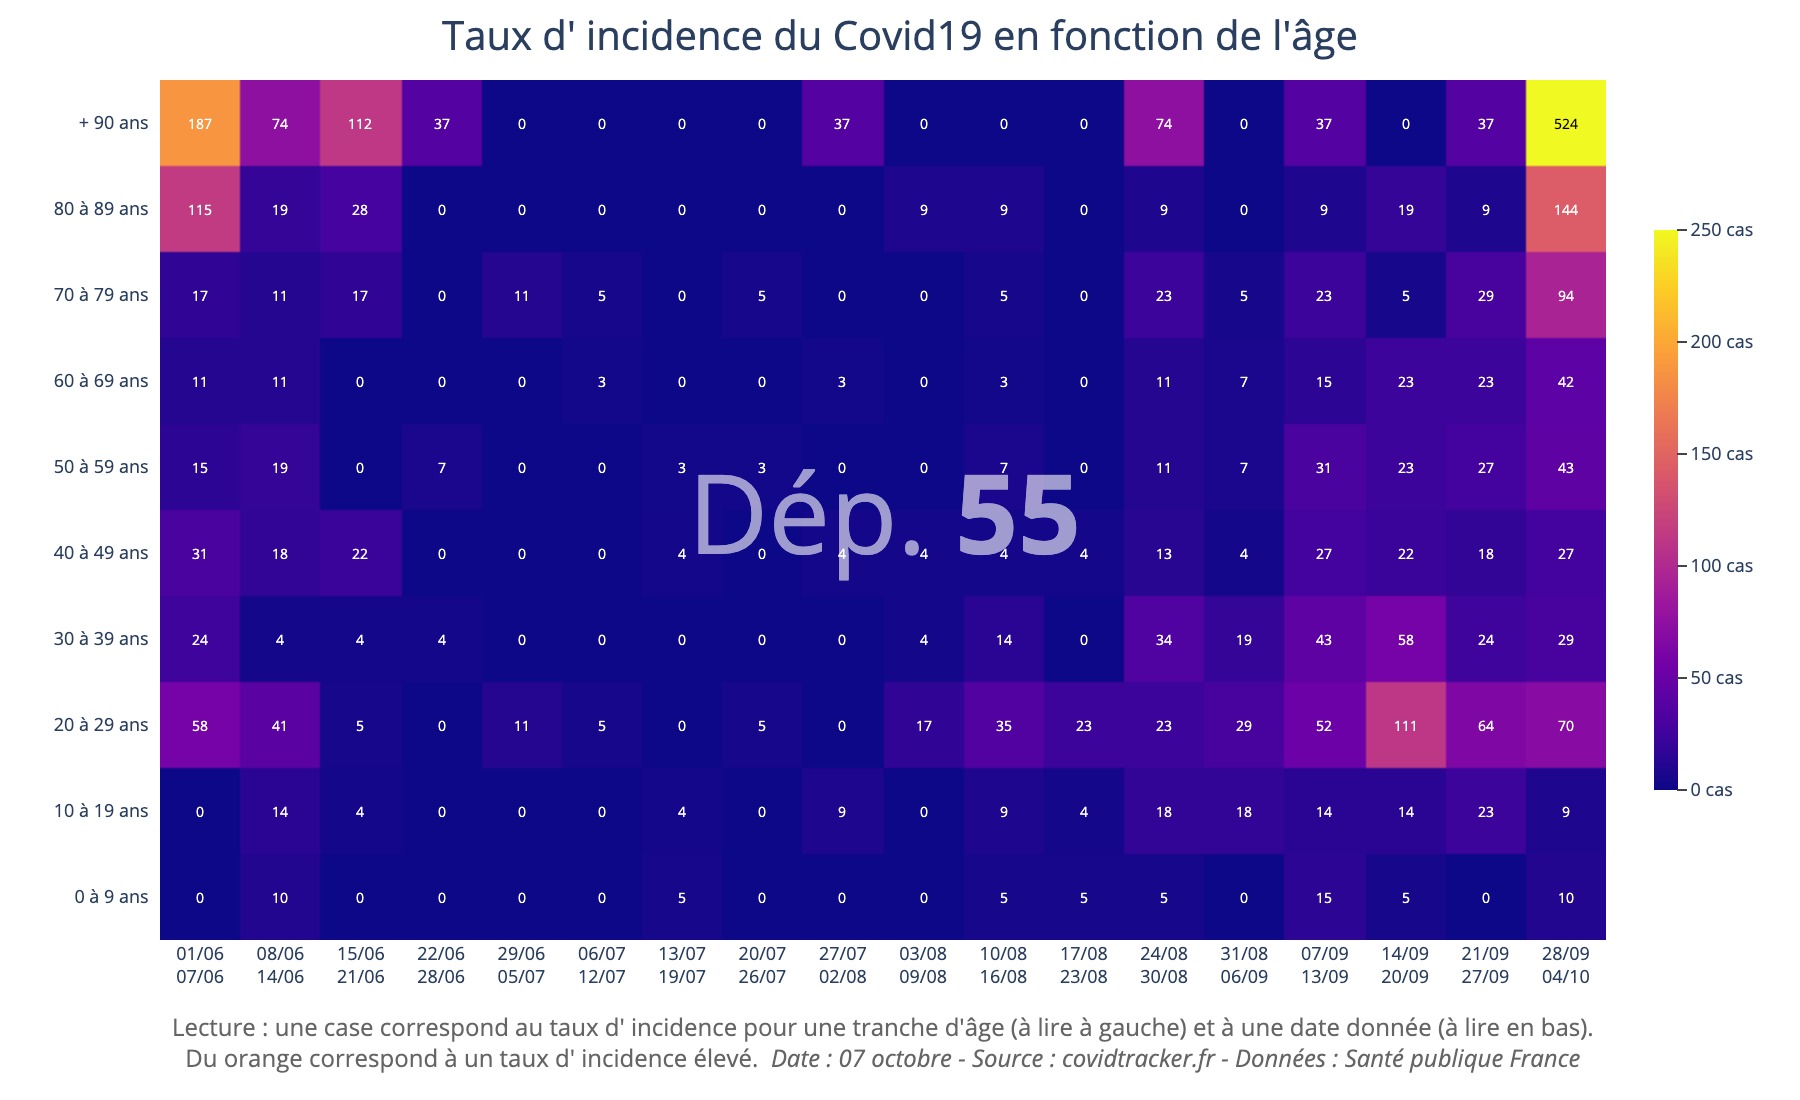 Taux d' incidence du Covid19 en fonction de l'âge
+ 90 ans 187 74 112 37 0 0 0 0 37 0 0 0 74 0 37 0 37 524
80 à 89 ans 115 19 28 0 0 0 0 0 0 9 9 0 9 0 9 19 9 144
70 à 79 ans 17 11 17 0 11 5 0 5 0 0 5 0 23 5 23 5 29 94
60 à 69 ans 11 11 0 0 0 3 0 0 3 0 3 0 11 7 15 23 23 42
50 à 59 ans 15 19 0 7 0 0 3 3 0 0 7 0 11 7 31 23 27 43
Dép. 55
40 à 49 ans 31 18 22 0 0 0 4 0 4 4 4 4 13 4 27 22 18 27
30 à 39 ans 24 4 4 4 0 0 0 0 0 4 14 0 34 19 43 58 24 29
20 à 29 ans 58 41 5 0 11 5 0 5 0 17 35 23 23 29 52 111 64 70
10 à 19 ans 0 14 4 0 0 0 4 0 9 0 9 4 18 18 14 14 23 9
0 à 9 ans 0 10 0 0 0 0 5 0 0 0 5 5 5 0 15 5 0 10
01/06 08/06 15/06 22/06 29/06 06/07 13/07 20/07 27/07 03/08 10/08 17/08 24/08 31/08 07/09 14/09 21/09 28/09
07/06 14/06 21/06 28/06 05/07 12/07 19/07 26/07 02/08 09/08 16/08 23/08 30/08 06/09 13/09 20/09 27/09 04/10
250 cas
200 cas
150 cas
100 cas
50 cas
0 cas
Lecture : une case correspond au taux d' incidence pour une tranche d'âge (à lire à gauche) et à une date donnée (à lire en bas).
Du orange correspond à un taux d' incidence élevé. Date : 07 octobre - Source : covidtracker.fr - Données : Santé publique France